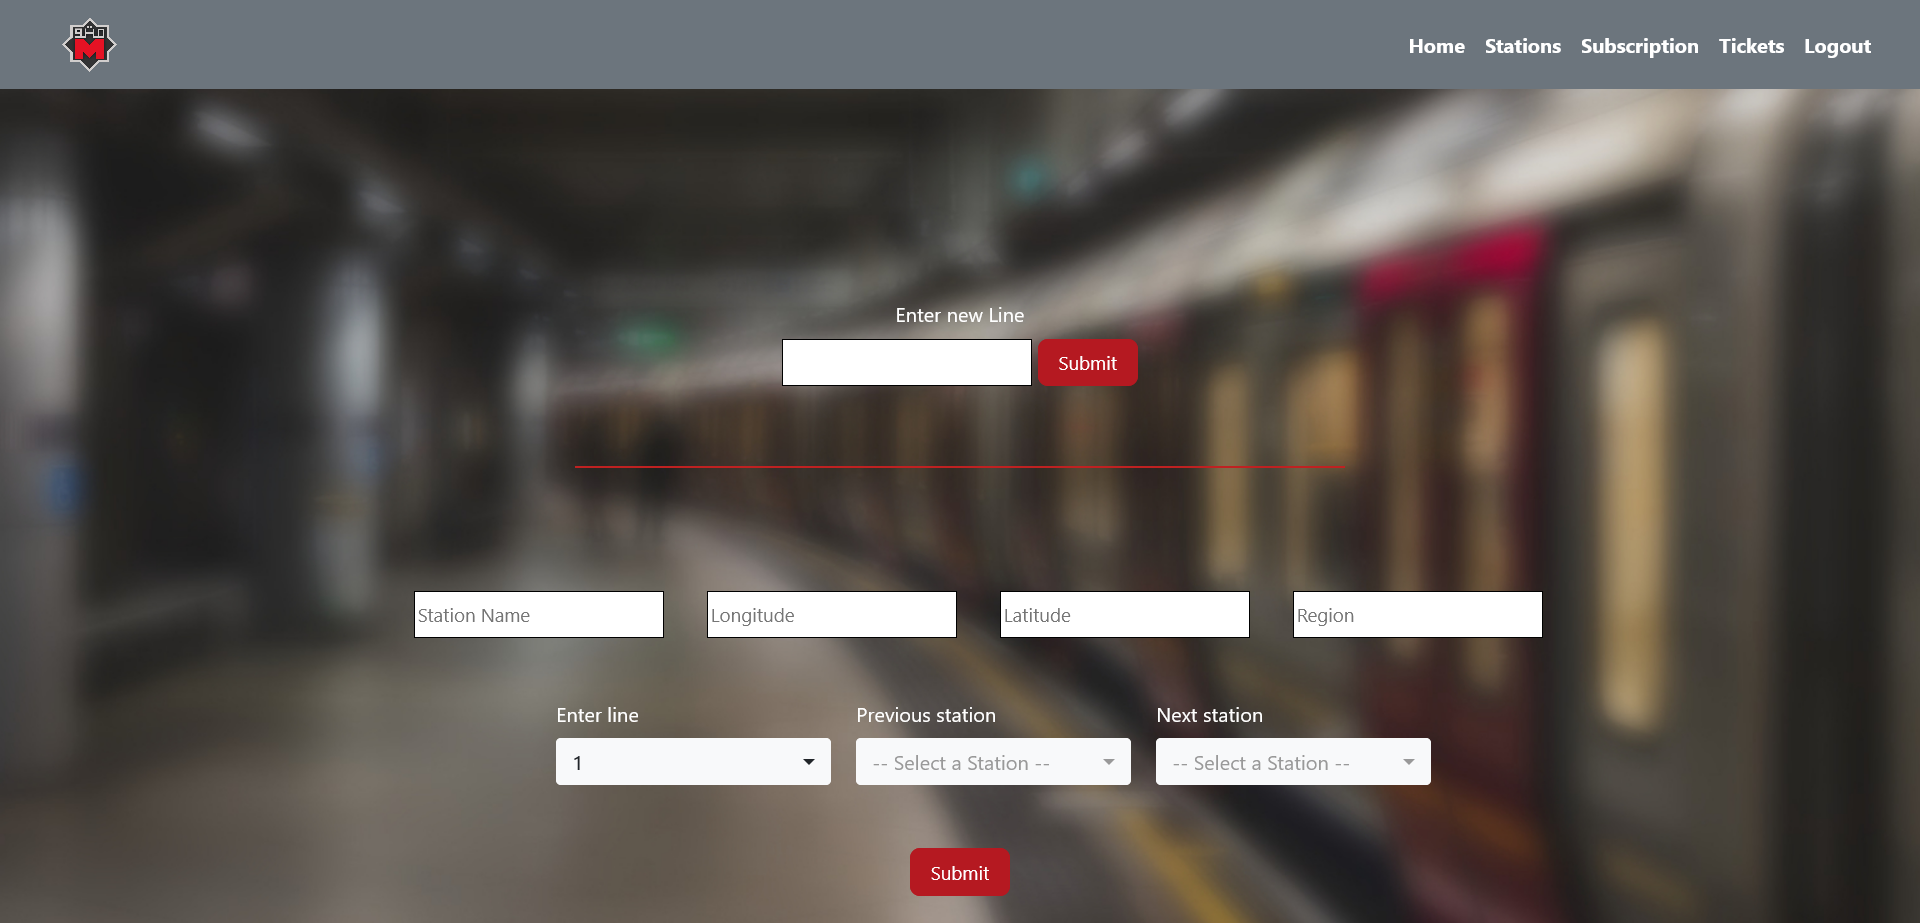 مترو
M
Home Stations Subscription Tickets Logout
Enter new Line
Submit
Station Name Longitude Latitude Region
Enter line Previous station Next station
1 -- Select a Station -- -- Select a Station --
Submit